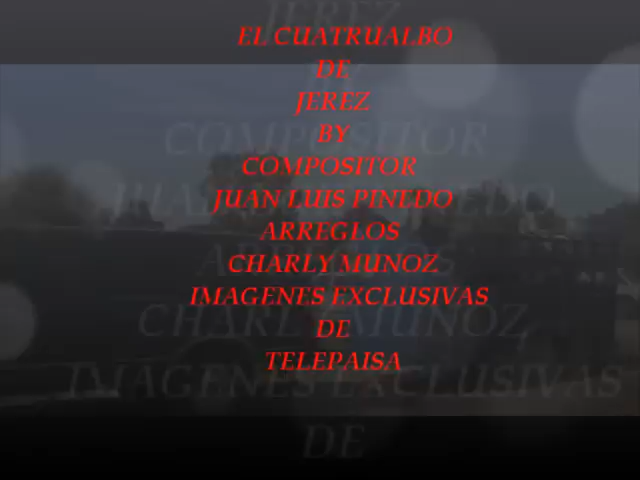 EL CUATRUALBO
DE
JEREZ
BY
COMPOSITOR
JUAN LUIS PINEDO
ARREGLOS
CHARLY MUNOZ
IMAGENES EXCLUSIVAS
DE
TELEPAISA